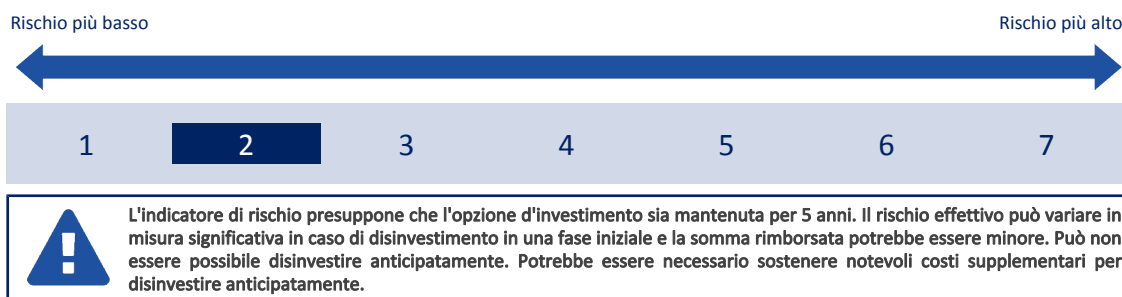 Rischio più basso
Rischio più alto
1 2 3 4 5 6 7
L'indicatore di rischio presuppone che l'opzione d'investimento sia mantenuta per 5 anni. Il rischio effettivo può variare in
misura significativa in caso di disinvestimento in una fase iniziale e la somma rimborsata potrebbe essere minore. Può non
essere possibile disinvestire anticipatamente. Potrebbe essere necessario sostenere notevoli costi supplementari per
disinvestire anticipatamente.